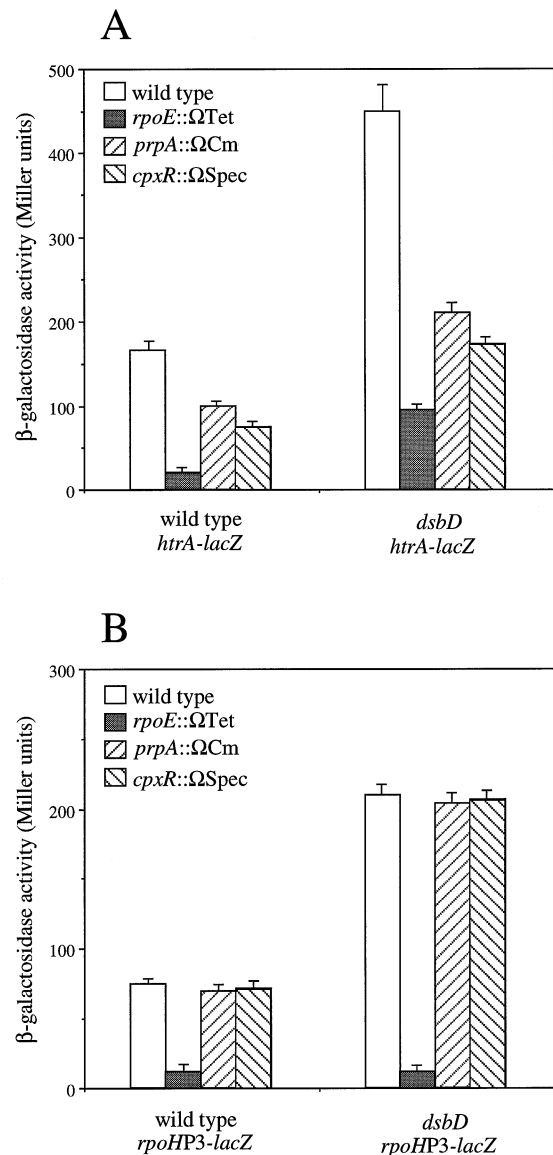 A
β-galactosidase activity (Miller units)
500
400
300
200
100
0
wild type
rpoE::ΩTet
prpA::ΩCm
cpxR::ΩSpec
wild type
htrA-lacZ
dsbD
htrA-lacZ
B
β-galactosidase activity (Miller units)
300
200
100
0
wild type
rpoE::ΩTet
prpA::ΩCm
cpxR::ΩSpec
wild type
rpoHP3-lacZ
dsbD
rpoHP3-lacZ